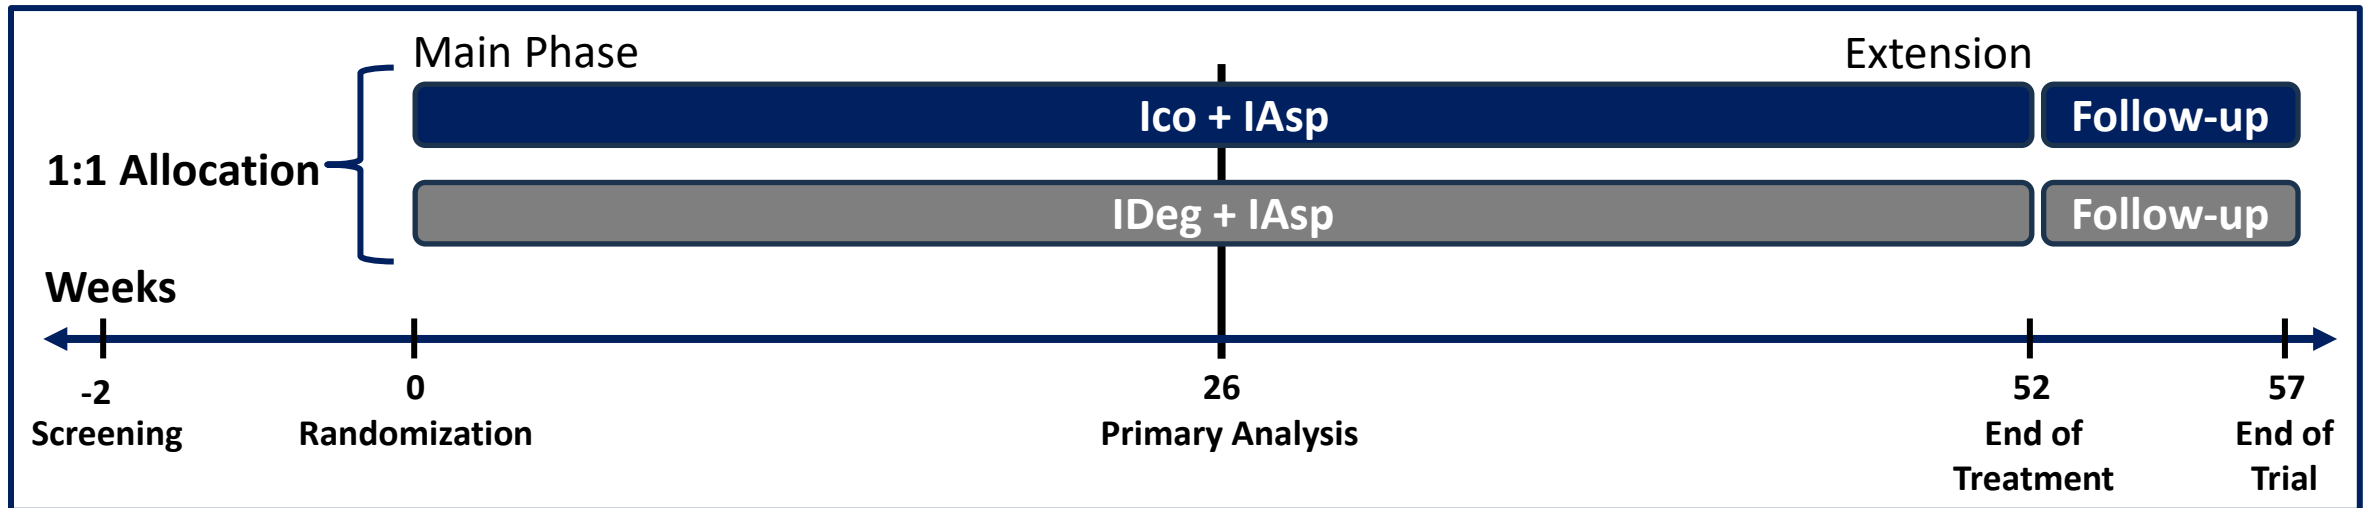 Main Phase
Extension
1:1 Allocation
Ico + IAsp
Follow-up
IDeg + IAsp
Follow-up
Weeks
-2
Screening
0
Randomization
26
Primary Analysis
52
End of
Treatment
57
End of
Trial